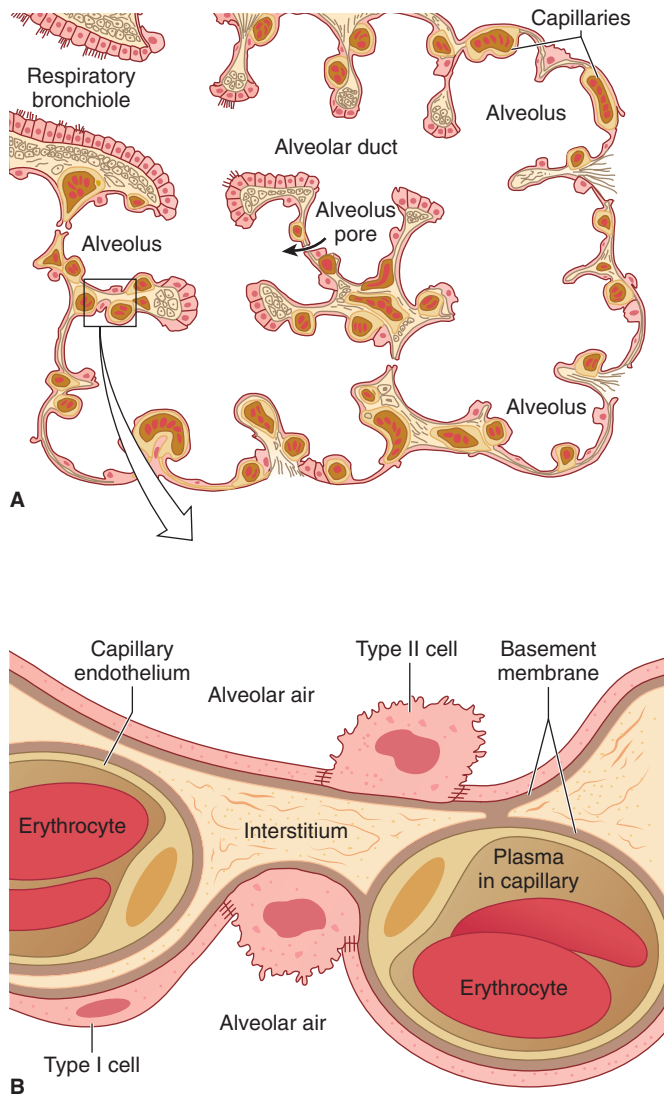 Capillaries
Respiratory
bronchiole
Alveolus
Alveolar duct
Alveolus
pore
Alveolus
Alveolus
A
Capillary
endothelium
Type II cell
Basement
membrane
Alveolar air
Erythrocyte
Interstitium
Plasma
in capillary
Erythrocyte
Alveolar air
Type I cell
B